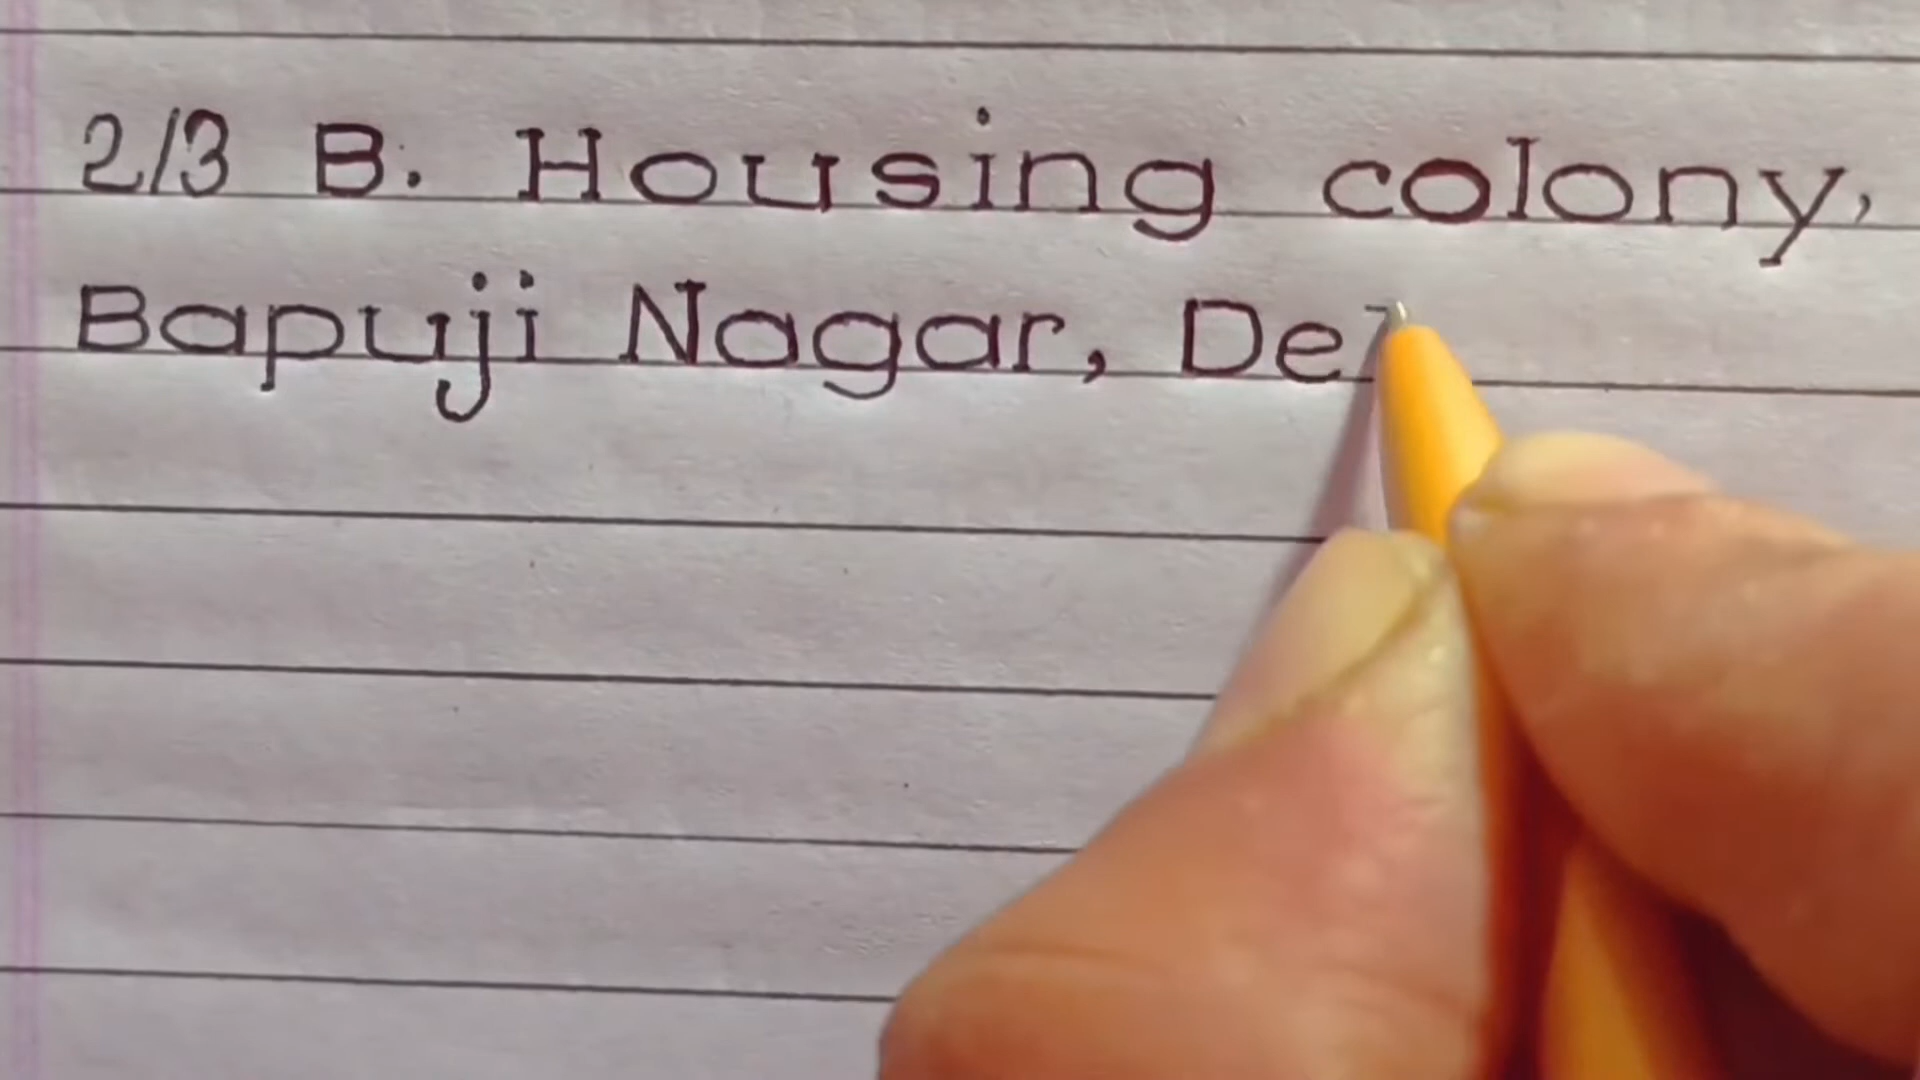 2/3 B. Housing colony,
Bapuji Nagar, De